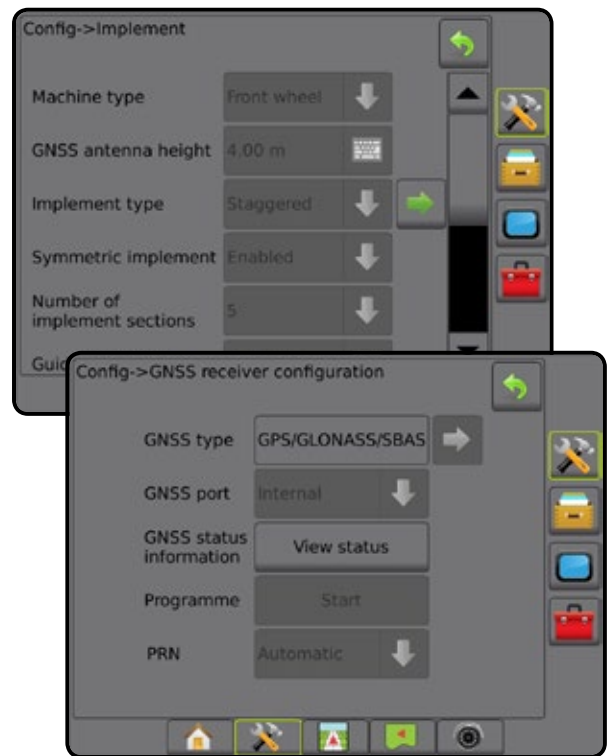 Config->Implement
Machine type Front wheel
GNSS antenna height 4,00 m
Implement type Staggered
Symmetric implement Enabled
Number of
implement sections 5
Config->GNSS receiver configuration
GNSS type GPS/GLONASS/SBAS
GNSS port Internal
GNSS status
information View status
Programme Start
PRN Automatic